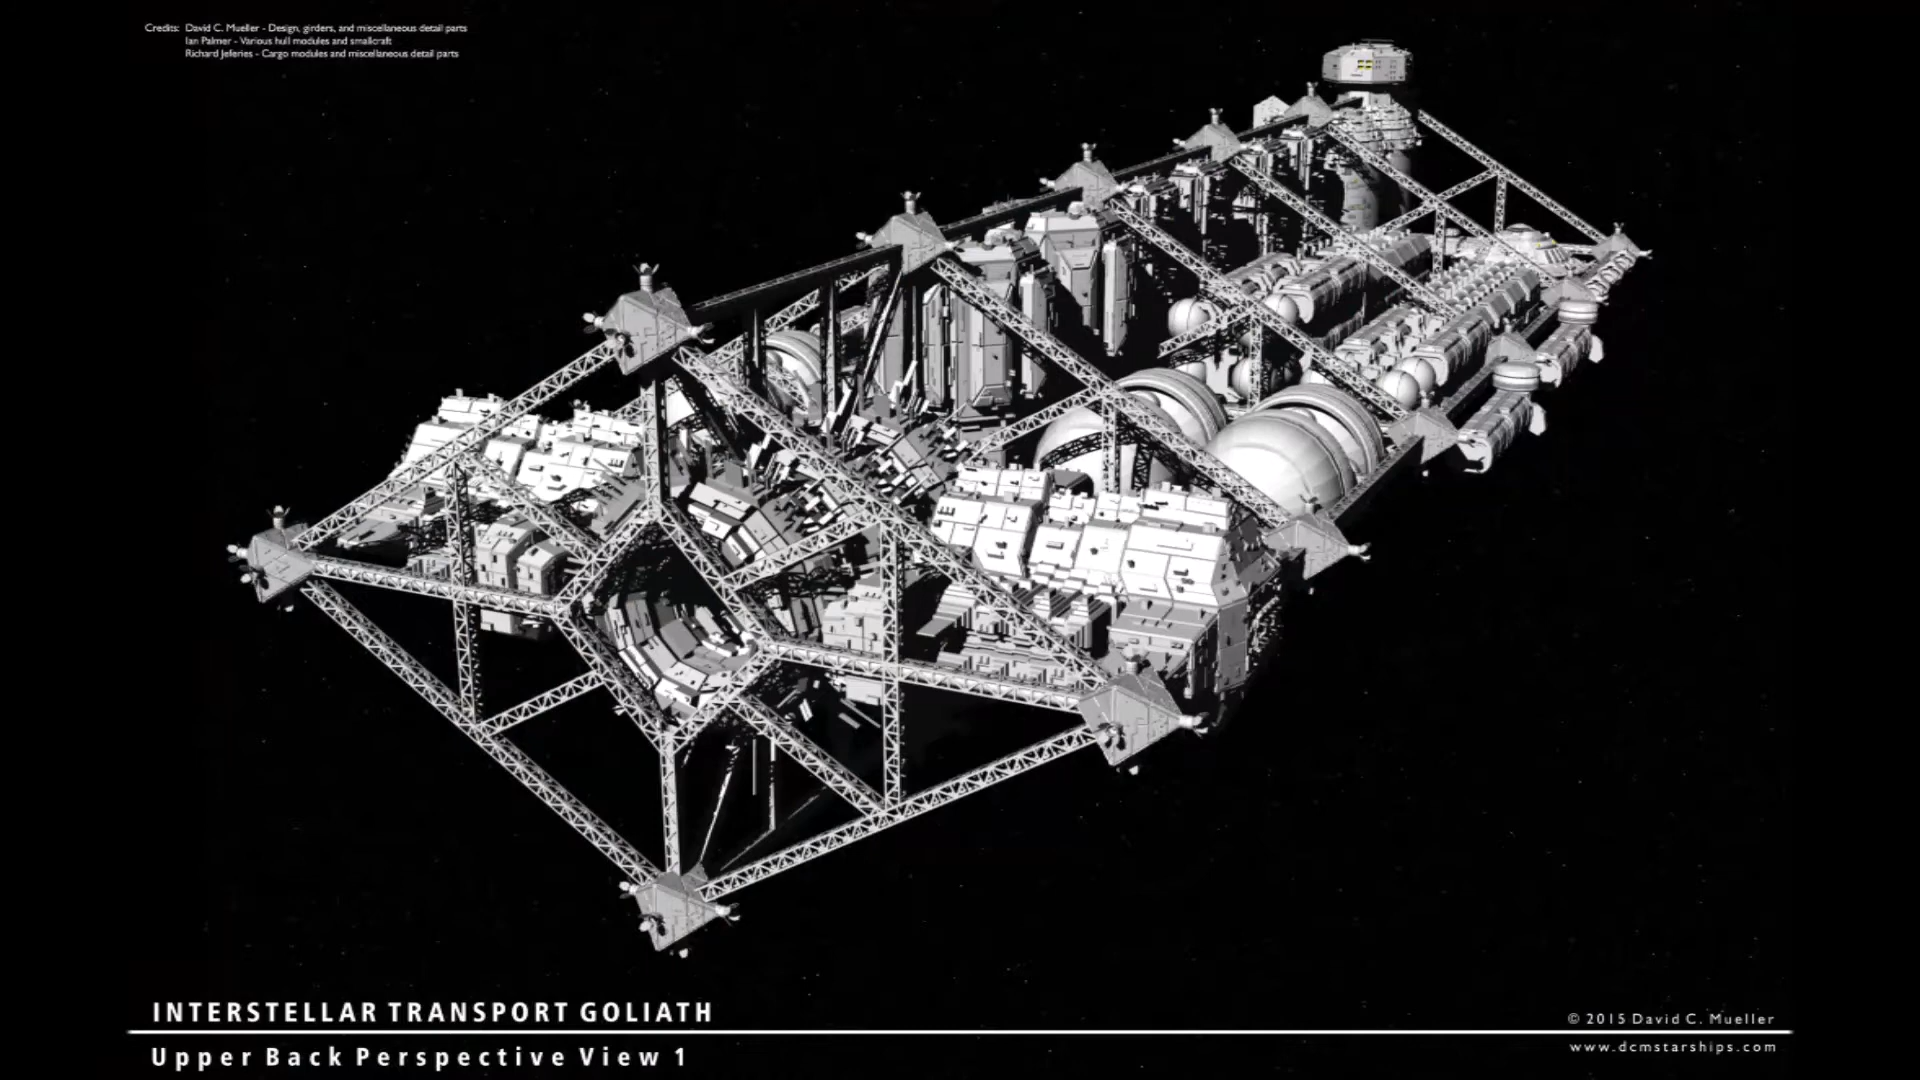 Credits: David C. Mueller - Design, girders, and miscellaneous detail parts
Ian Palmer - Various hull modules and smallcraft
Richard Jefferies - Cargo modules and miscellaneous detail parts
INTERSTELLAR TRANSPORT GOLIATH
© 2015 David C. Mueller
Upper Back Perspective View 1
www.dcmstarships.com